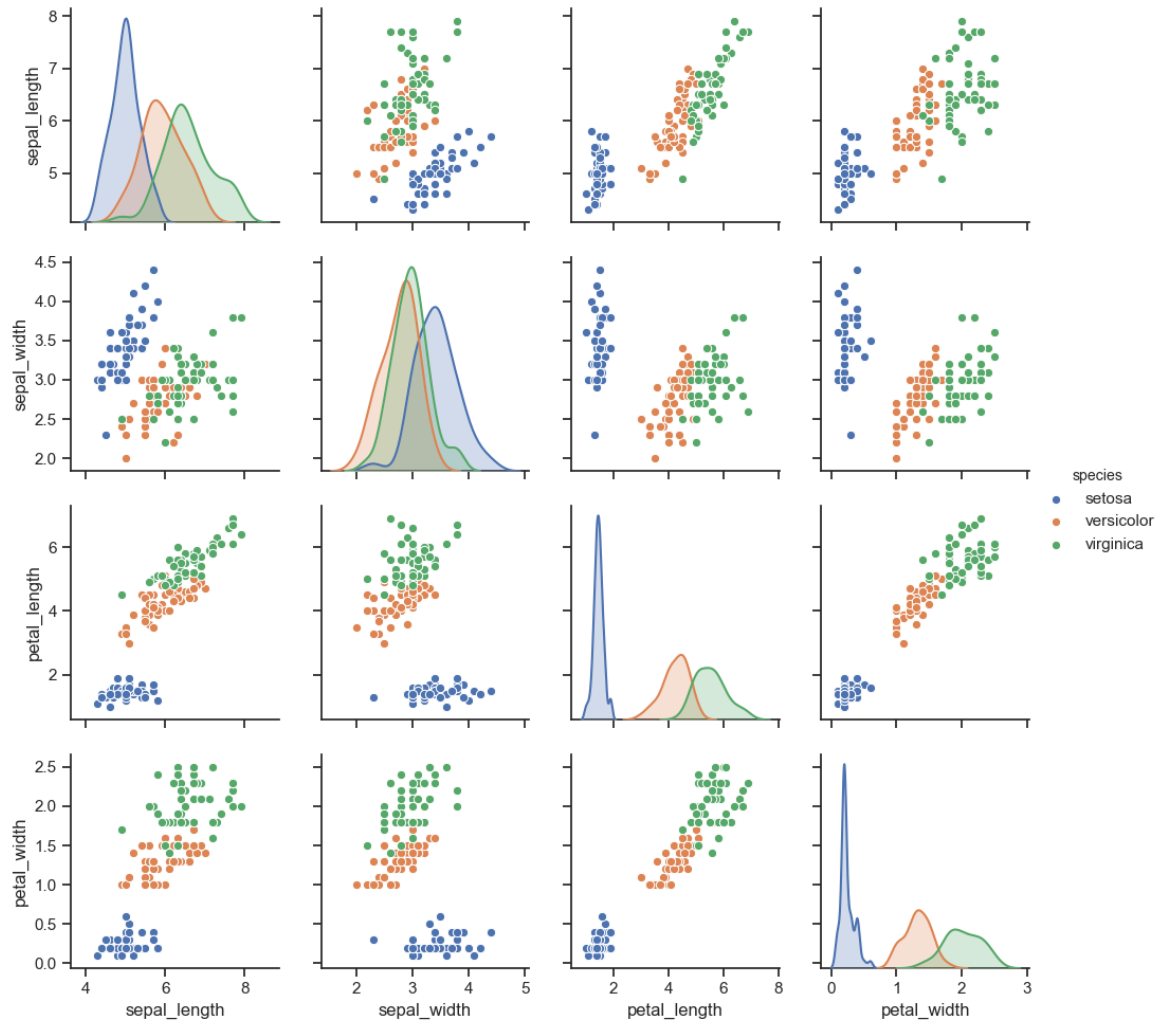 8
7
6
5
sepal_length
4.5
4.0
3.5
3.0
2.5
2.0
sepal_width
species
setosa
versicolor
virginica
6
4
2
petal_length
2.5
2.0
1.5
1.0
0.5
0.0
petal_width
4 6 8 2 3 4 5 2 4 6 8 0 1 2 3
sepal_length sepal_width petal_length petal_width